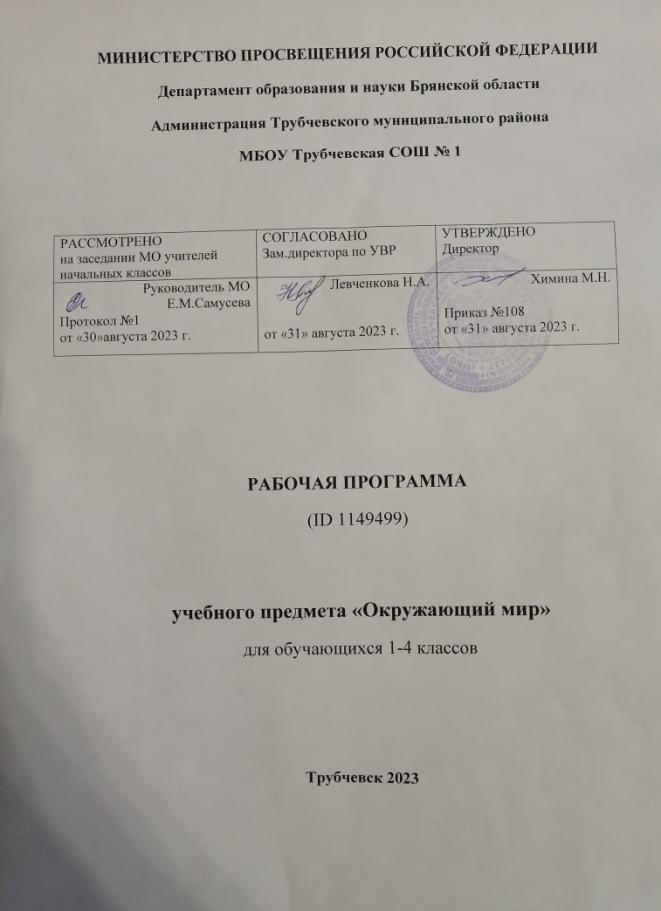 МИНИСТЕРСТВО ПРОСВЕЩЕНИЯ РОССИЙСКОЙ ФЕДЕРАЦИИ
Департамент образования и науки Брянской области
Администрация Трубчевского муниципального района
МБОУ Трубчевская СОШ № 1
РАССМОТРЕНО
на заседании МО учителей
начальных классов
Руководитель МО
Е.М.Самусева
Протокол №1
от «30»августа 2023 г.
СОГЛАСОВАНО
Зам.директора по УВР
Левченкова Н.А.
от «31» августа 2023 г.
УТВЕРЖДЕНО
Директор
Химина М.Н.
Приказ №108
от «31» августа 2023 г.
РАБОЧАЯ ПРОГРАММА
(ID 1149499)
учебного предмета «Окружающий мир»
для обучающихся 1-4 классов
Трубчевск 2023